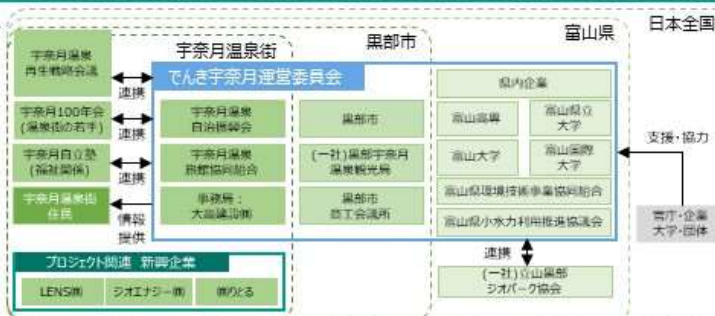 日本全国
富山県
黒部市
宇奈月温泉街
宇奈月温泉
再生戦略会議
でんき宇奈月運営委員会
連携
県内企業
宇奈月100年会
(温泉街の若手)
連携
宇奈月温泉
自治振興会
黒部市
富山高専
富山県立
大学
支援・協力
宇奈月自立塾
(福祉関係)
連携
宇奈月温泉
旅館協同組合
(一社)黒部宇奈月
温泉観光局
富山大学
富山国際
大学
宇奈月温泉街
住民
情報
提供
事務局：
大高建設㈱
黒部市
商工会議所
富山県環境技術事業協同組合
富山県小水力利用推進協議会
官庁・企業
大学・団体
プロジェクト関連 新興企業
LENS㈱
ジオエナジー㈱
㈱りとる
連携
(一社)立山黒部
ジオパーク協会